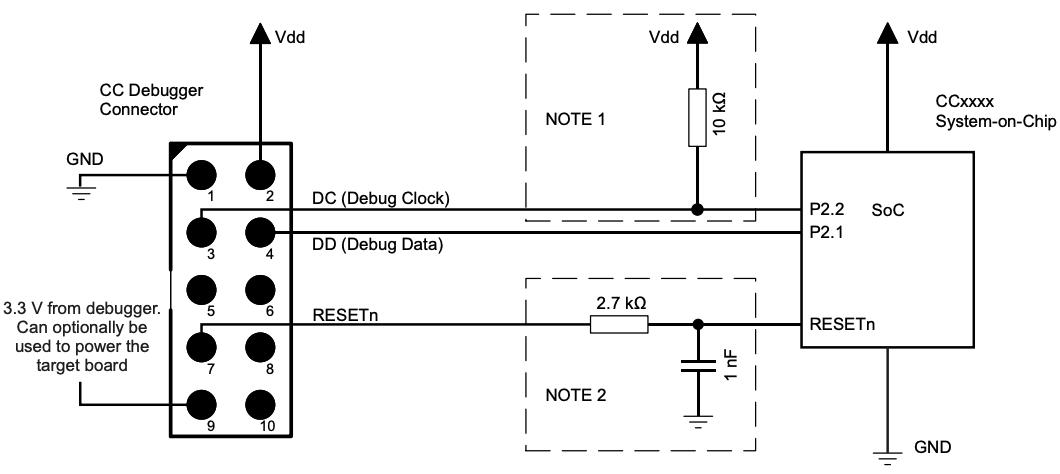 Vdd
Vdd
Vdd
CC Debugger
Connector
NOTE 1
10 kΩ
CCxxxx
System-on-Chip
GND
1
2
DC (Debug Clock)
P2.2
SoC
3
4
DD (Debug Data)
P2.1
5
6
3.3 V from debugger.
Can optionally be
used to power the
target board
RESETn
2.7 kΩ
RESETn
7
8
1 nF
NOTE 2
9
10
GND